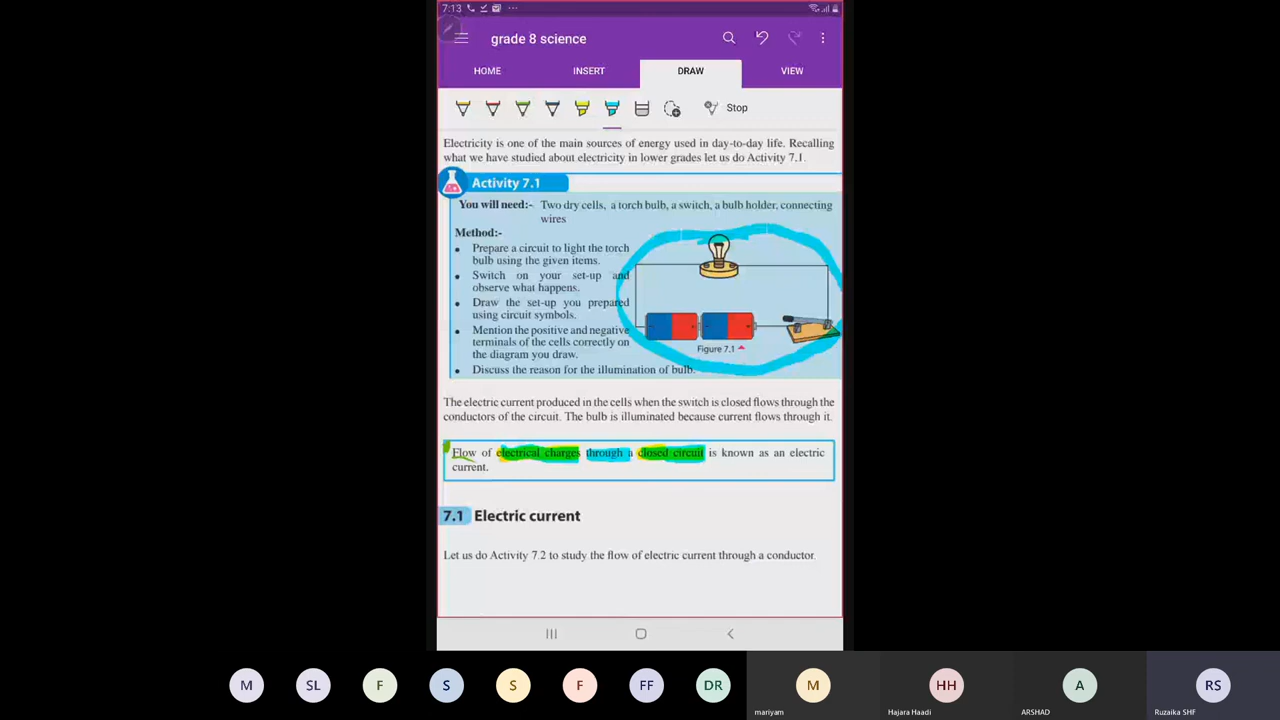 7:13
grade 8 science
HOME INSERT DRAW VIEW
Stop
Electricity is one of the main sources of energy used in day-to-day life. Recalling
what we have studied about electricity in lower grades let us do Activity 7.1.
Activity 7.1
You will need:- Two dry cells, a torch bulb, a switch, a bulb holder, connecting
wires
Method:-
• Prepare a circuit to light the torch
bulb using the given items.
• Switch on your set-up and
observe what happens.
• Draw the set-up you prepared
using circuit symbols.
• Mention the positive and negative
terminals of the cells correctly on
the diagram you draw.
• Discuss the reason for the illumination of bulb.
Figure 7.1
The electric current produced in the cells when the switch is closed flows through the
conductors of the circuit. The bulb is illuminated because current flows through it.
Flow of electrical charges through a closed circuit is known as an electric
current.
7.1 Electric current
Let us do Activity 7.2 to study the flow of electric current through a conductor.
M SL F S S F FF DR M HH A RS
mariyam Hajara Haadi ARSHAD Ruzaika SHF